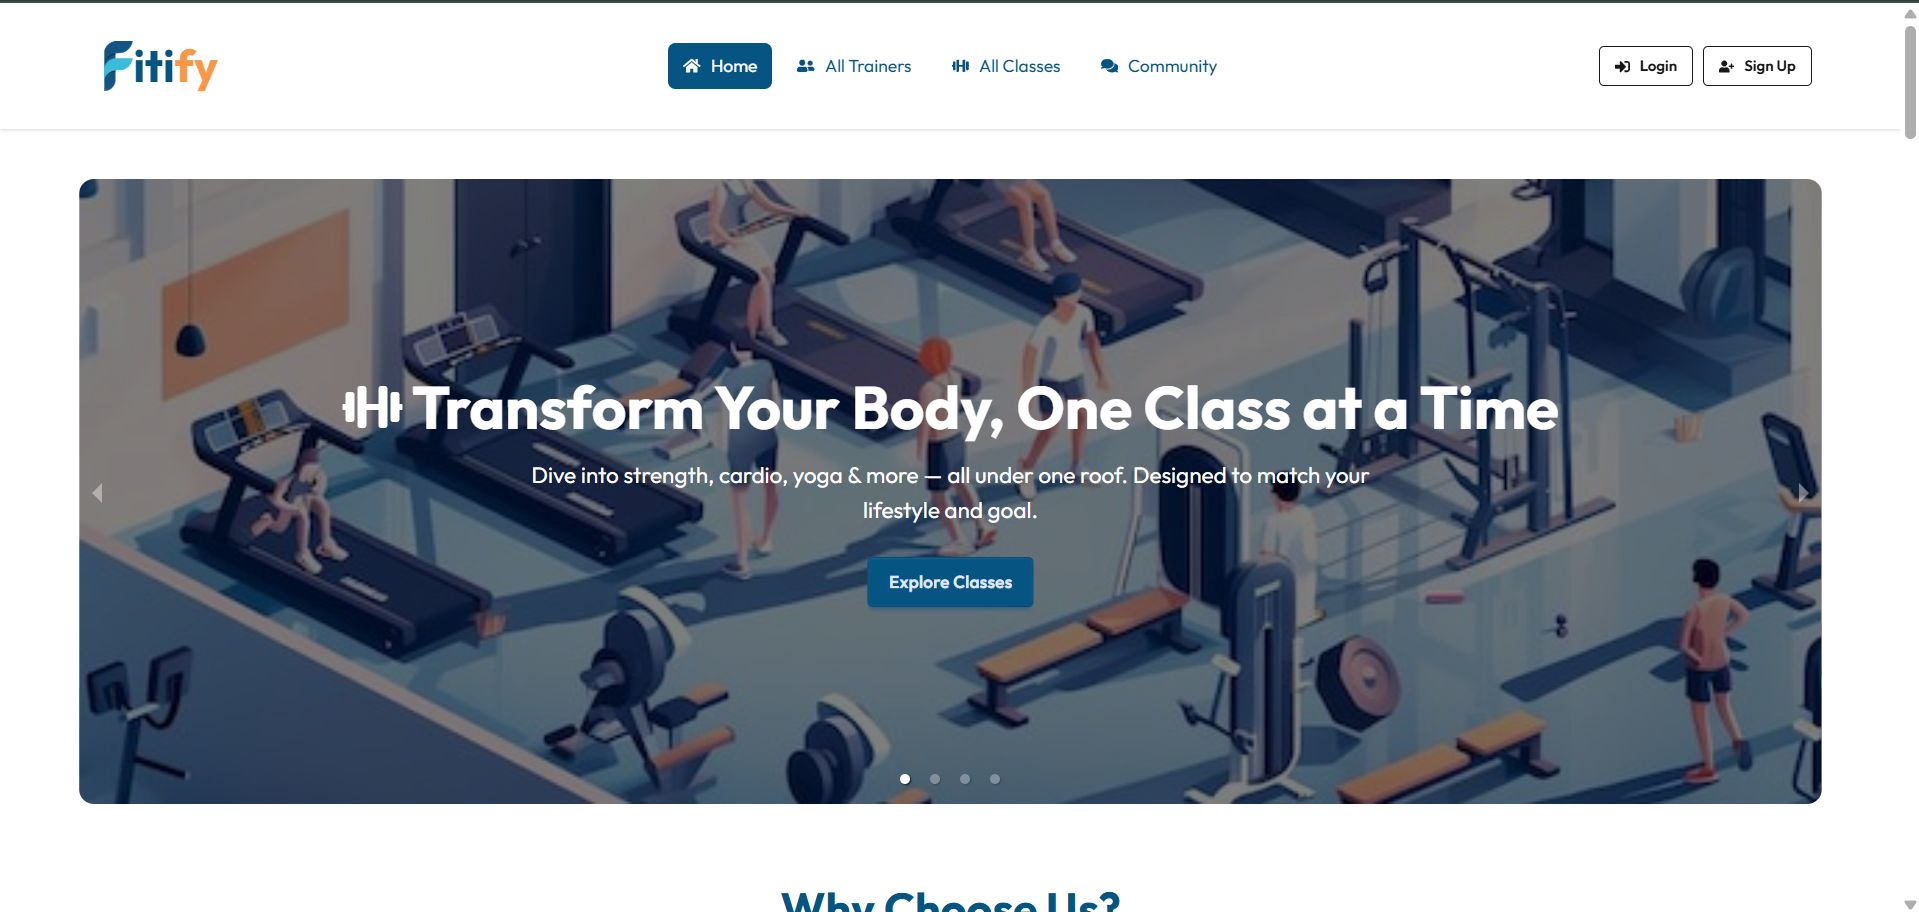 Fitify
Home
All Trainers
All Classes
Community
Login
Sign Up
Transform Your Body, One Class at a Time
Dive into strength, cardio, yoga & more — all under one roof. Designed to match your
lifestyle and goal.
Explore Classes
Why Choose Us?